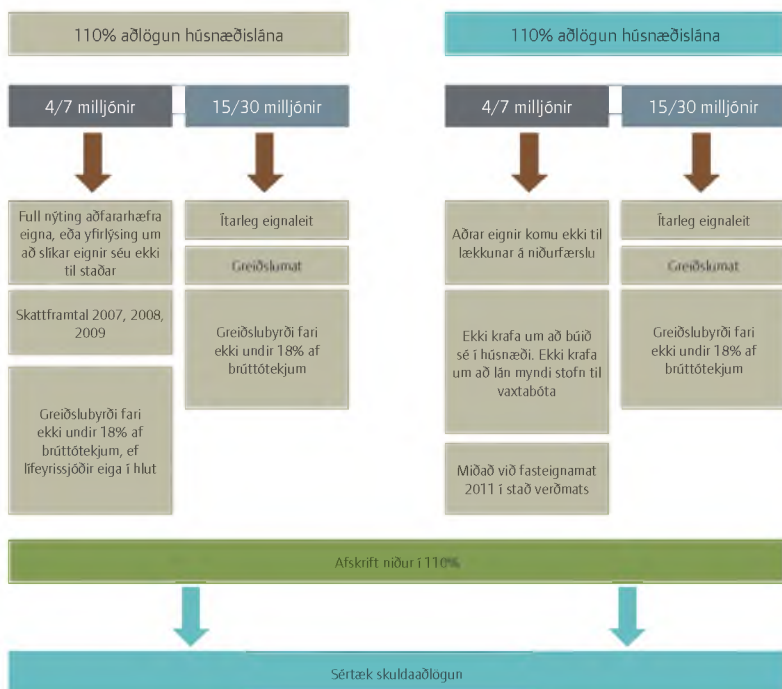 110% aðlögun húsnæðislána
4/7 milljónir
15/30 milljónir
Full nýting aðfararhæfra
eigna, eða yfirlýsing um
að slíkar eignir séu ekki
til staðar
Skattframtal 2007, 2008,
2009
Greiðslubyrði fari
ekki undir 18% af
brúttótekjum, ef
lífeyrissjóðir eiga í hlut
Ítarleg eignaleit
Greiðslumat
Greiðslubyrði fari
ekki undir 18% af
brúttótekjum
110% aðlögun húsnæðislána
4/7 milljónir
15/30 milljónir
Aðrar eignir komu ekki til
lækkunar á niðurfærslu
Ekki krafa um að búið
sé í húsnæði. Ekki krafa
um að lán myndi stofn til
vaxtabóta
Miðað við fasteignamat
2011 í stað verðmats
Ítarleg eignaleit
Greiðslumat
Greiðslubyrði fari
ekki undir 18% af
brúttótekjum
Afskrift niður í 110%
Sértæk skuldaaðlögun